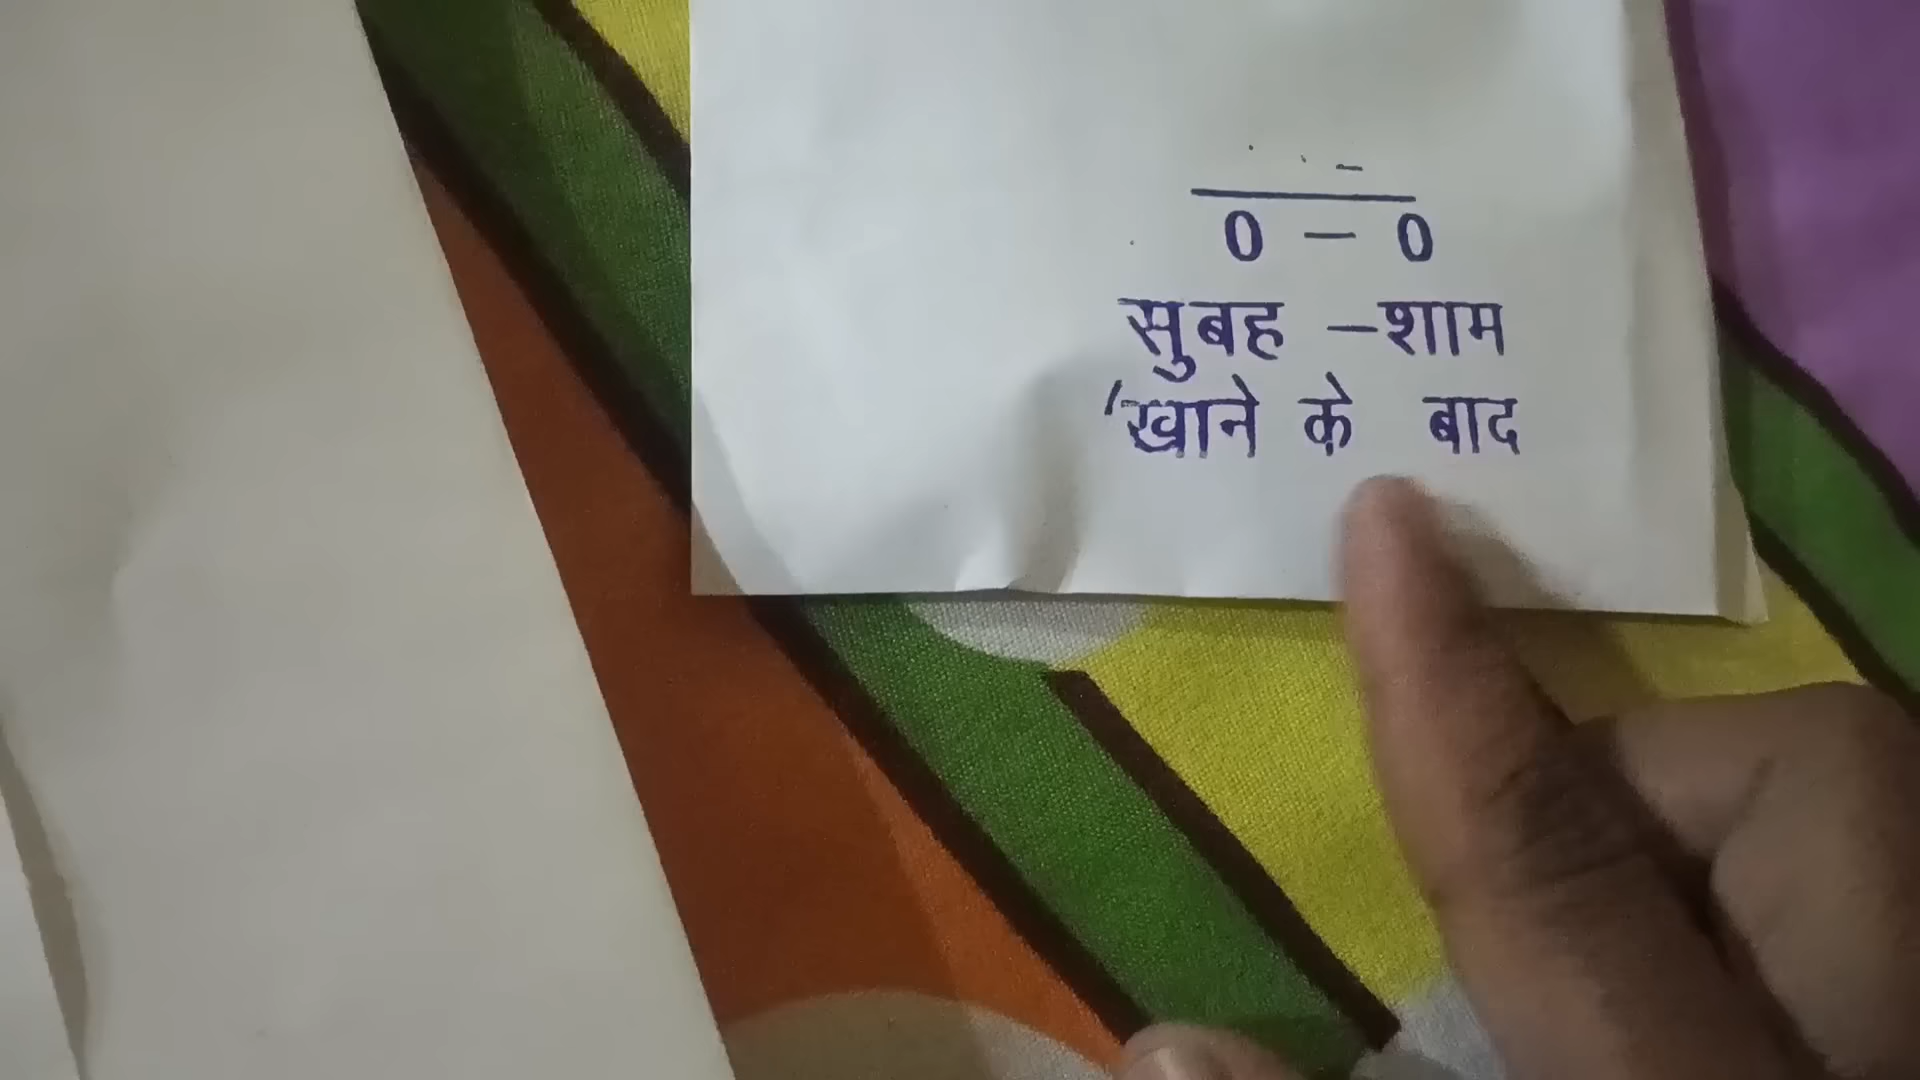 0 – 0
सुबह – शाम
खाने के बाद